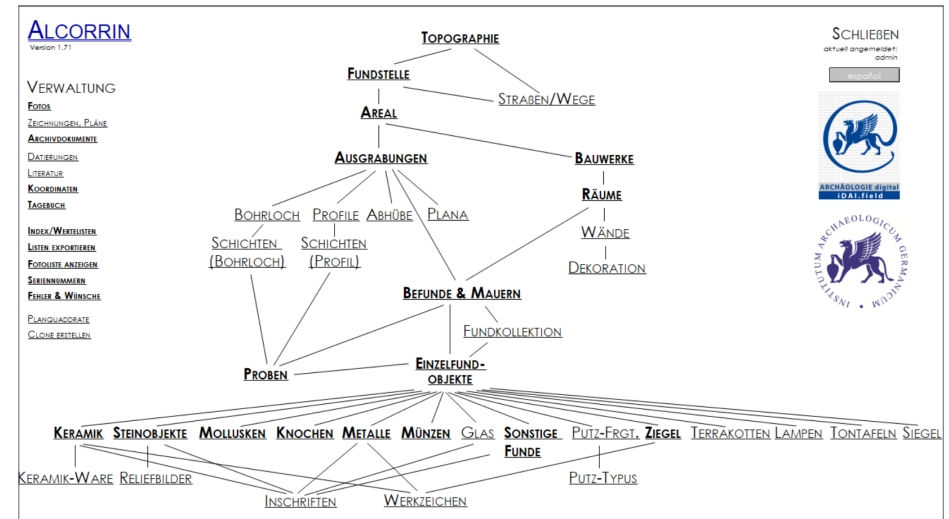 ALCORRIN
Version 1.71
VERWALTUNG
FOTOS
ZEICHNUNGEN, PLÄNE
ARCHIVDOKUMENTE
DATIERUNGEN
LITERATUR
KOORDINATEN
TAGEBUCH
INDEX/WERTELISTEN
LISTEN EXPORTIEREN
FOTOLISTE ANZEIGEN
SERIENNUMMERN
FEHLER & WÜNSCHE
PLANQUADDRATE
CLONE ERSTELLEN
TOPOGRAPHIE
FUNDSTELLE
STRAßEN/WEGE
AREAL
AUSGRABUNGEN
BAUWERKE
RÄUME
BOHRLOCH PROFILE ABHÜBE PLANA
WÄNDE
SCHICHTEN SCHICHTEN
(BOHRLOCH) (PROFIL)
DEKORATION
BEFUNDE & MAUERN
FUNDKOLLEKTION
PROBEN
EINZELFUND-
OBJEKTE
KERAMIK STEINOBJEKTE MOLLUSKEN KNOCHEN METALLE MÜNZEN GLAS SONSTIGE PUTZ-FRGT. ZIEGEL TERRAKOTTEN LAMPEN TONTAFELN SIEGEL
FUNDE
KERAMIK-WARE RELIEFBILDER PUTZ-TYPUS
INSCHRIFTEN WERKZEICHEN
SCHLIEßEN
aktuell angemeldet:
admin
español
ARCHÄOLOGIE digital
iDAI.field
INSTITUTUM ARCHAEOLOGICUM GERMANICUM